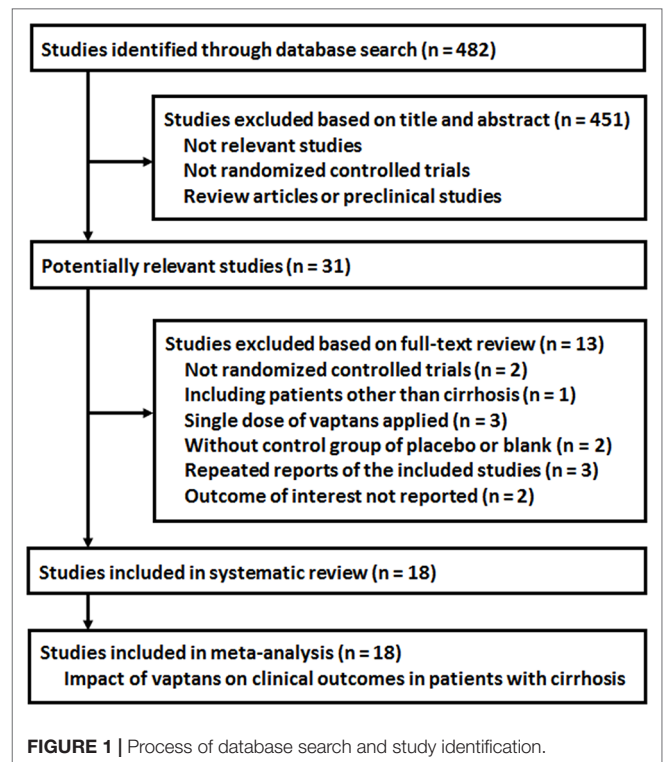 Studies identified through database search (n = 482)
Studies excluded based on title and abstract (n = 451)
Not relevant studies
Not randomized controlled trials
Review articles or preclinical studies
Potentially relevant studies (n = 31)
Studies excluded based on full-text review (n = 13)
Not randomized controlled trials (n = 2)
Including patients other than cirrhosis (n = 1)
Single dose of vaptans applied (n = 3)
Without control group of placebo or blank (n = 2)
Repeated reports of the included studies (n = 3)
Outcome of interest not reported (n = 2)
Studies included in systematic review (n = 18)
Studies included in meta-analysis (n = 18)
Impact of vaptans on clinical outcomes in patients with cirrhosis
FIGURE 1 | Process of database search and study identification.